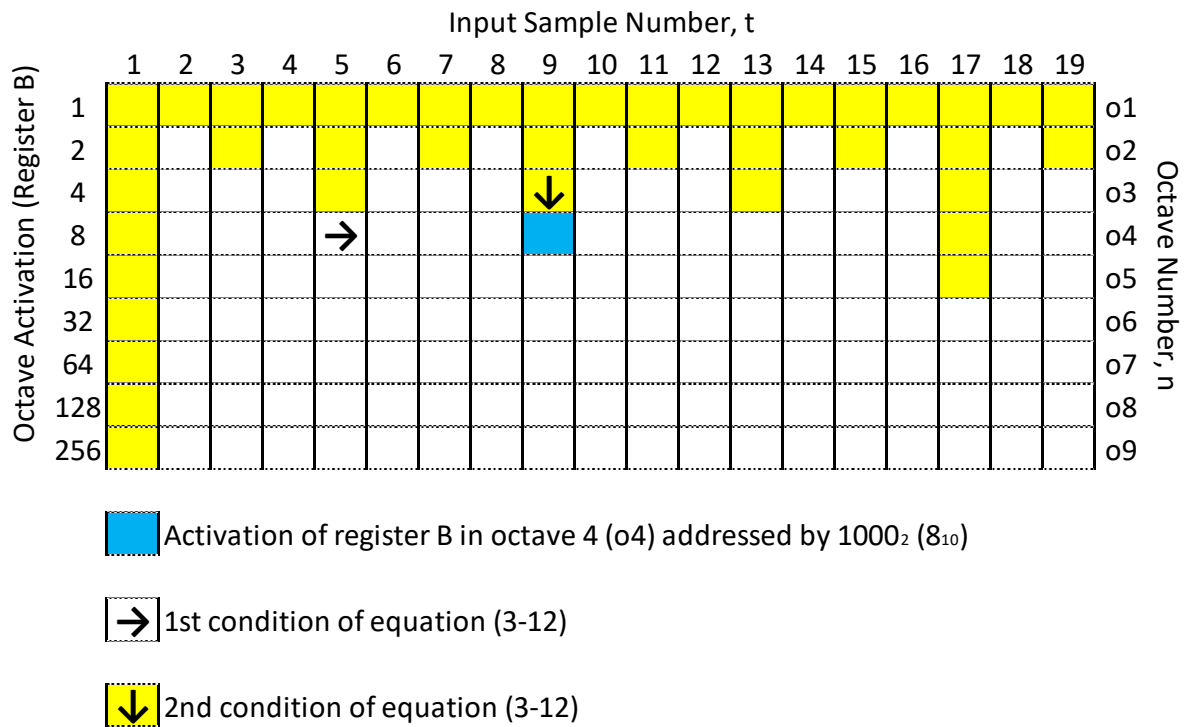 Input Sample Number, t
1 2 3 4 5 6 7 8 9 10 11 12 13 14 15 16 17 18 19
Octave Activation (Register B)
1 o1
2 o2
4 o3
8 → o4
16 o5
32 o6
64 o7
128 o8
256 o9
Octave Number, n
Activation of register B in octave 4 (o4) addressed by 1000₂ (8₁₀)
→ 1st condition of equation (3-12)
↓ 2nd condition of equation (3-12)